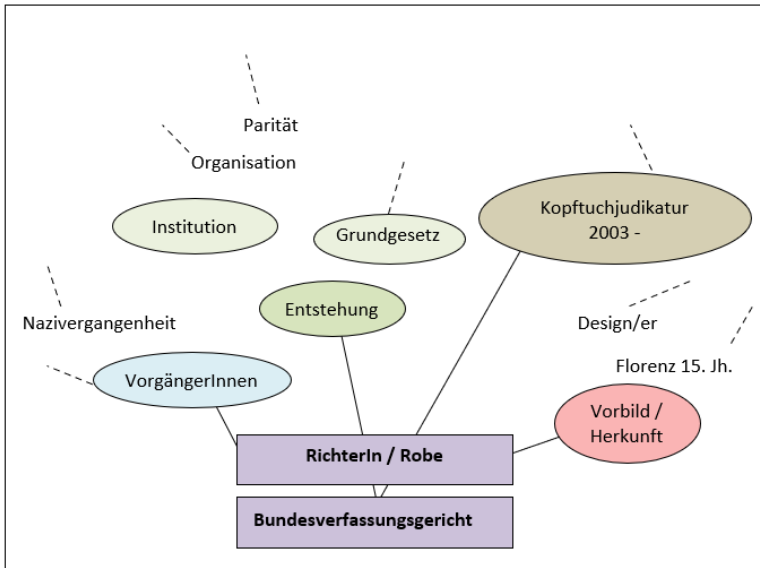 Parität
Organisation
Institution
Grundgesetz
Kopftuchjudikatur
2003 -
Entstehung
Nazivergangenheit
Design/er
Florenz 15. Jh.
VorgängerInnen
Vorbild /
Herkunft
RichterIn / Robe
Bundesverfassungsgericht